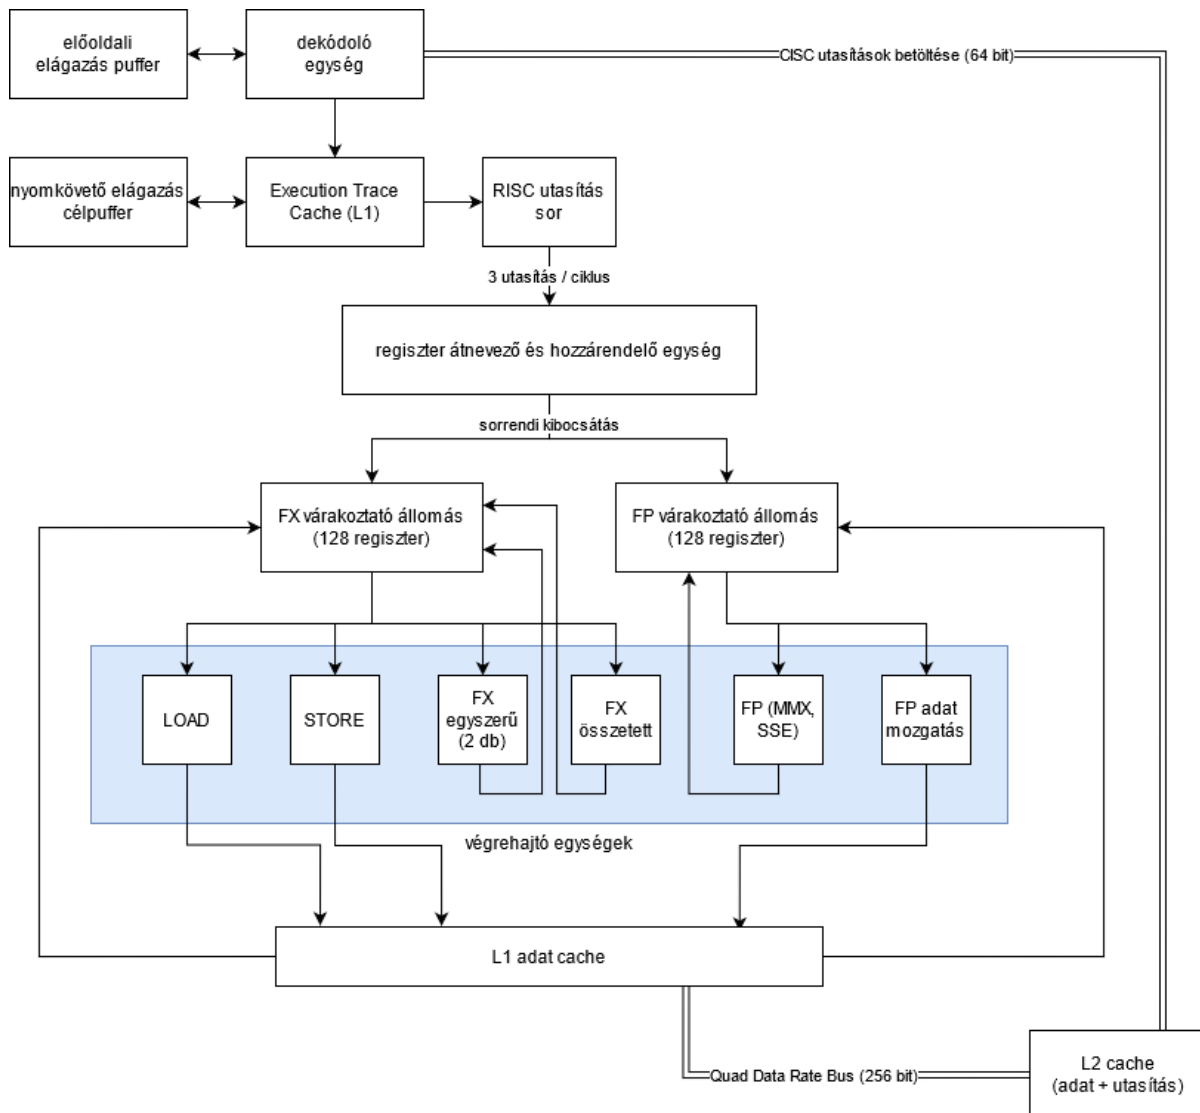 előoldali
elágazás puffer
dekódoló
egység
CISC utasítások betöltése (64 bit)
nyomkövető elágazás
célpuffer
Execution Trace
Cache (L1)
RISC utasítás
sor
3 utasítás / ciklus
regiszter átnevező és hozzárendelő egység
sorrendi kibocsátás
FX várakoztató állomás
(128 regiszter)
FP várakoztató állomás
(128 regiszter)
LOAD
STORE
FX
egyszerű
(2 db)
FX
összetett
FP (MMX,
SSE)
FP adat
mozgatás
végrehajtó egységek
L1 adat cache
Quad Data Rate Bus (256 bit)
L2 cache
(adat + utasítás)